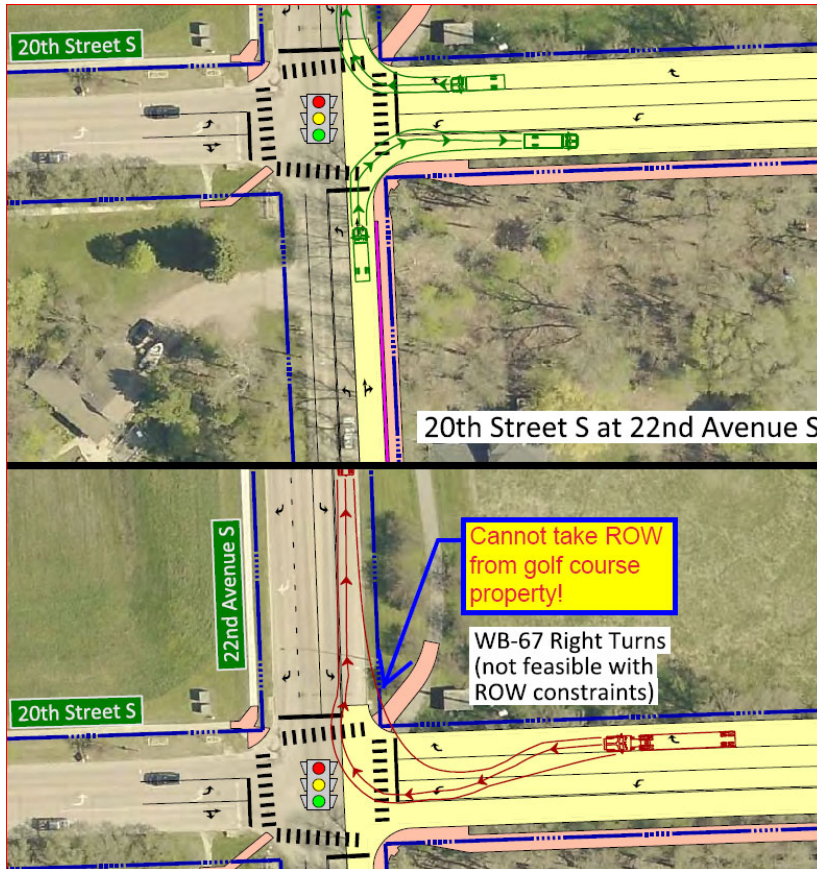 20th Street S
20th Street S at 22nd Avenue S
22nd Avenue S
Cannot take ROW
from golf course
property!
WB-67 Right Turns
(not feasible with
ROW constraints)
20th Street S